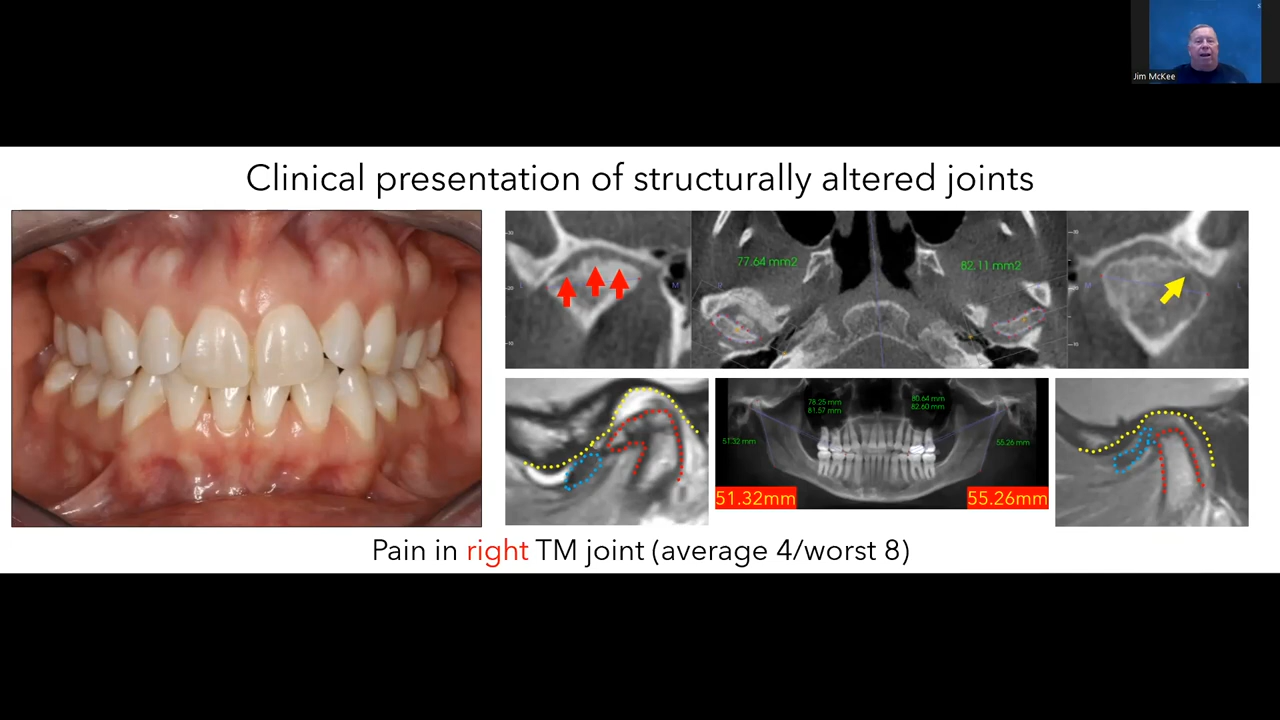 Jim McKee
Clinical presentation of structurally altered joints
L
M
77.64 mm2
82.11 mm2
M
L
78.25 mm
81.57 mm
80.64 mm
82.60 mm
51.32 mm
55.26 mm
51.32mm
55.26mm
Pain in right TM joint (average 4/worst 8)